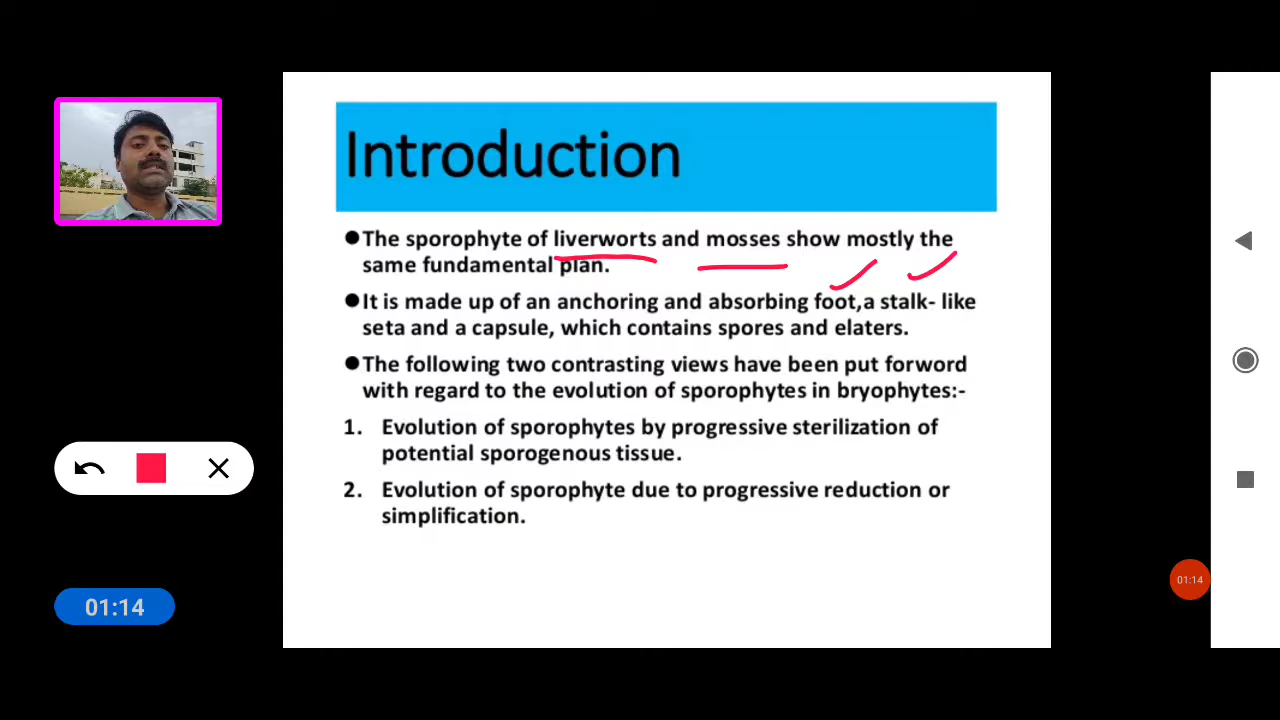 Introduction
●The sporophyte of liverworts and mosses show mostly the
same fundamental plan.
●It is made up of an anchoring and absorbing foot,a stalk- like
seta and a capsule, which contains spores and elaters.
●The following two contrasting views have been put forward
with regard to the evolution of sporophytes in bryophytes:-
1. Evolution of sporophytes by progressive sterilization of
potential sporogenous tissue.
2. Evolution of sporophyte due to progressive reduction or
simplification.
01:14
01:14